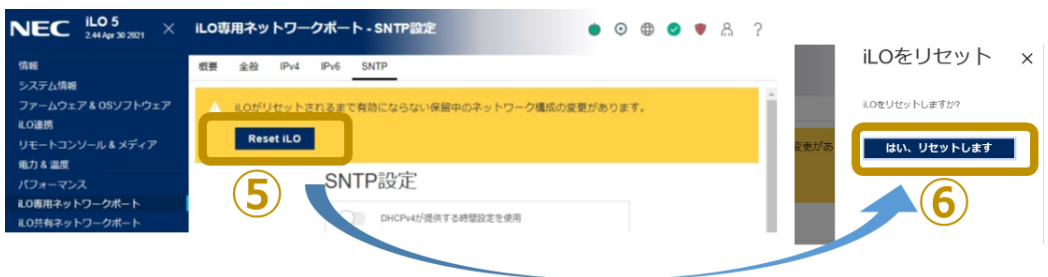 NEC iLO 5
2.44 Apr 30 2021
iLO専用ネットワークポート - SNTP設定
情報
システム情報
ファームウェア & OSソフトウェア
iLO連携
リモートコンソール & メディア
電力 & 温度
パフォーマンス
iLO専用ネットワークポート
iLO共有ネットワークポート
概要 全般 IPv4 IPv6 SNTP
iLOがリセットされるまで有効にならない保留中のネットワーク構成の変更があります。
Reset iLO
⑤
SNTP設定
DHCPv4が提供する時間設定を使用
iLOをリセット
iLOをリセットしますか?
変更があ
はい、リセットします
⑥